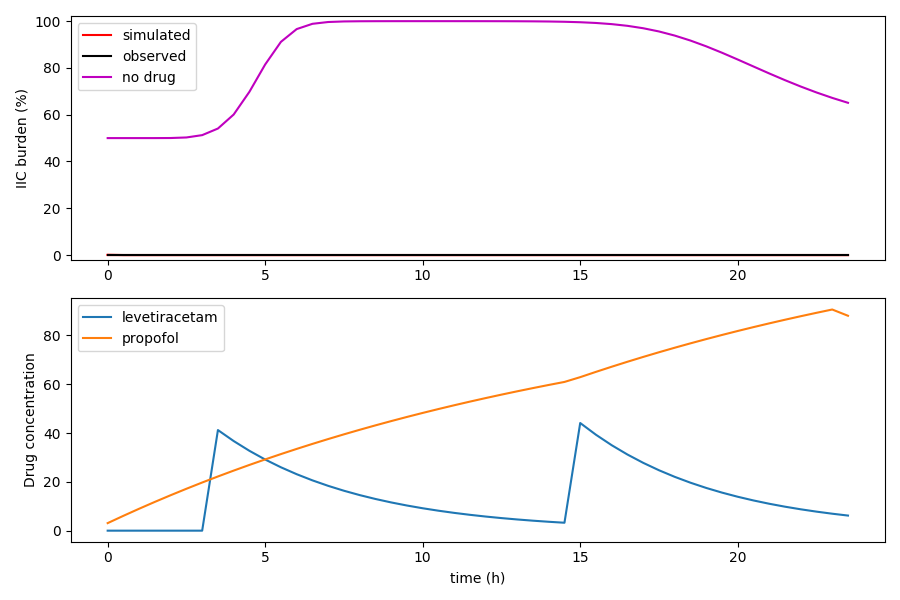 100
80
60
40
20
0
IIC burden (%)
simulated
observed
no drug
0 5 10 15 20
80
60
40
20
0
Drug concentration
levetiracetam
propofol
0 5 10 15 20
time (h)